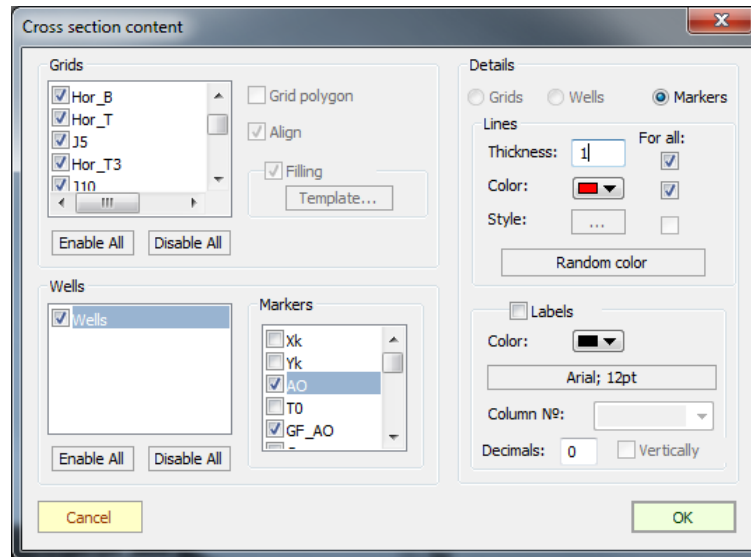 Cross section content
Grids
Hor_B
Hor_T
J5
Hor_T3
J10
Enable All Disable All
Grid polygon
Align
Filling
Template...
Wells
Wells
Enable All Disable All
Markers
Xk
Yk
AO
T0
GF_AO
Details
Grids Wells Markers
Lines
For all:
Thickness: 1
Color:
Style: ...
Random color
Labels
Color:
Arial; 12pt
Column Nº:
Decimals: 0 Vertically
Cancel OK